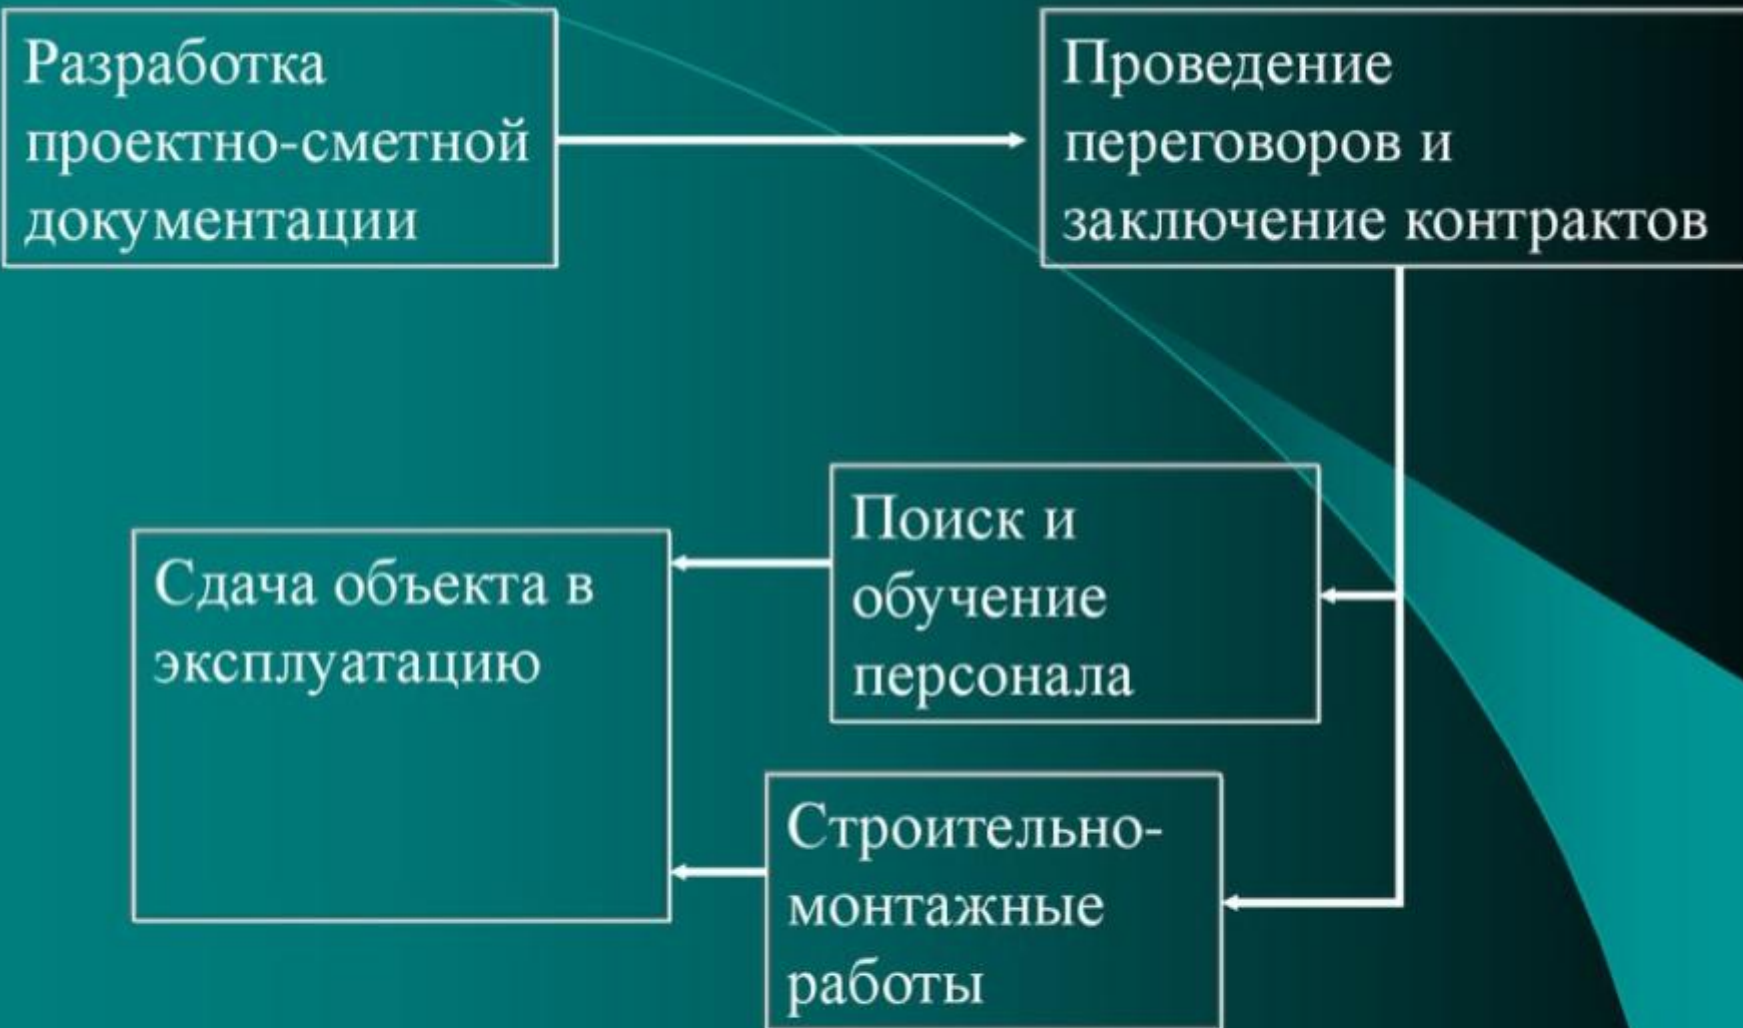 Разработка
проектно-сметной
документации
Проведение
переговоров и
заключение контрактов
Поиск и
обучение
персонала
Сдача объекта в
эксплуатацию
Строительно-
монтажные
работы